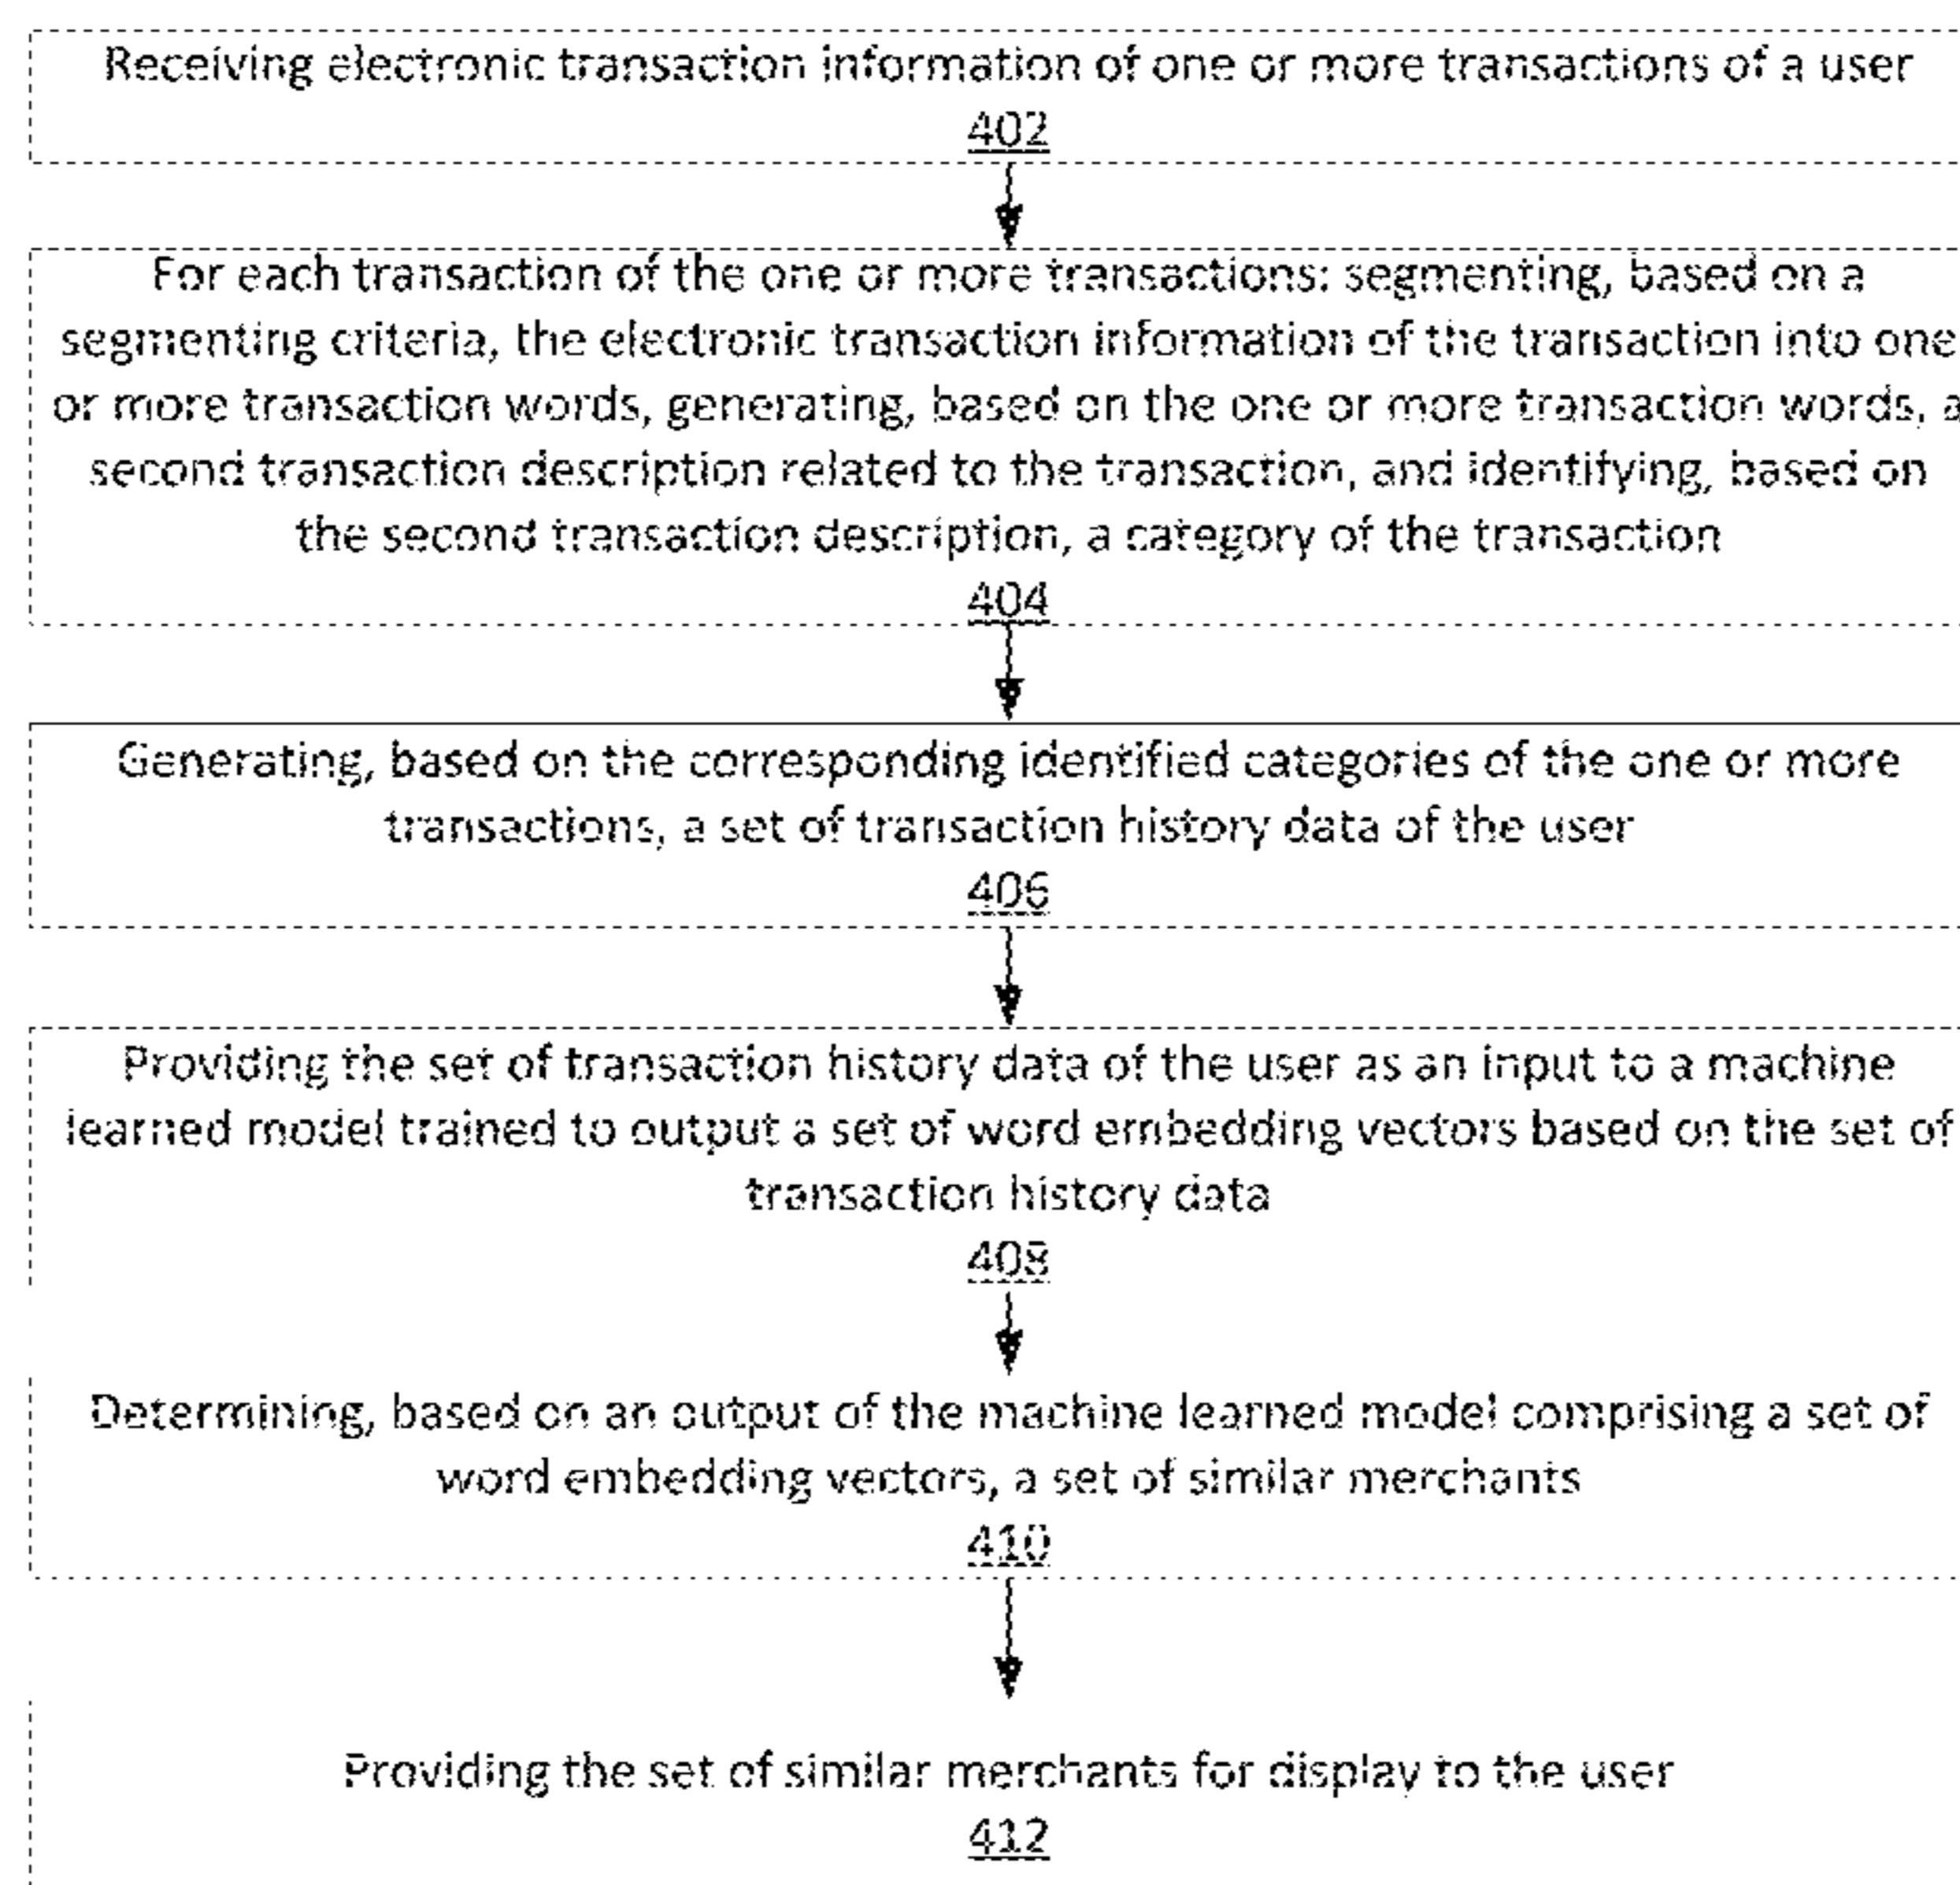 Receiving electronic transaction information of one or more transactions of a user
402
For each transaction of the one or more transactions: segmenting, based on a
segmenting criteria, the electronic transaction information of the transaction into one
or more transaction words, generating, based on the one or more transaction words, a
second transaction description related to the transaction, and identifying, based on
the second transaction description, a category of the transaction
404
Generating, based on the corresponding identified categories of the one or more
transactions, a set of transaction history data of the user
406
Providing the set of transaction history data of the user as an input to a machine
learned model trained to output a set of word embedding vectors based on the set of
transaction history data
408
Determining, based on an output of the machine learned model comprising a set of
word embedding vectors, a set of similar merchants
410
Providing the set of similar merchants for display to the user
412